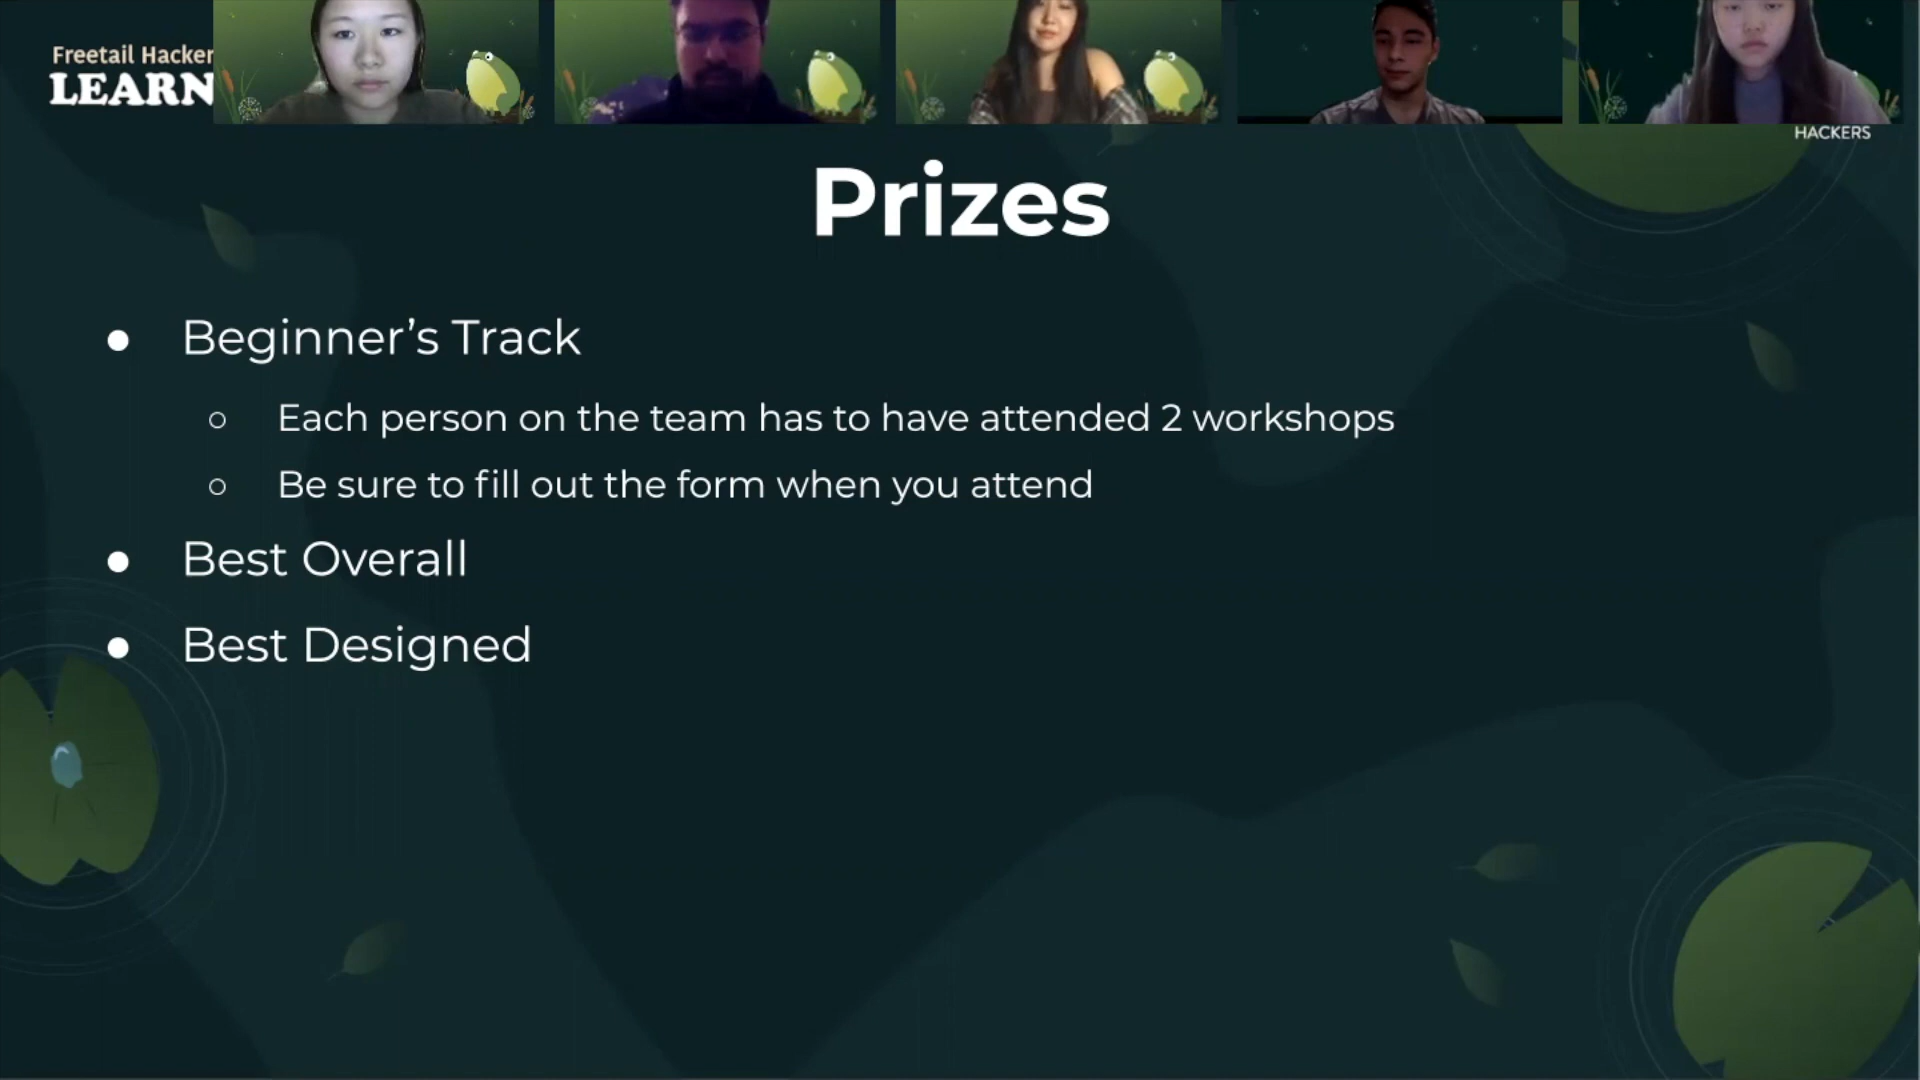 Freetail Hacker
LEARN
HACKERS
Prizes
● Beginner’s Track
○ Each person on the team has to have attended 2 workshops
○ Be sure to fill out the form when you attend
● Best Overall
● Best Designed